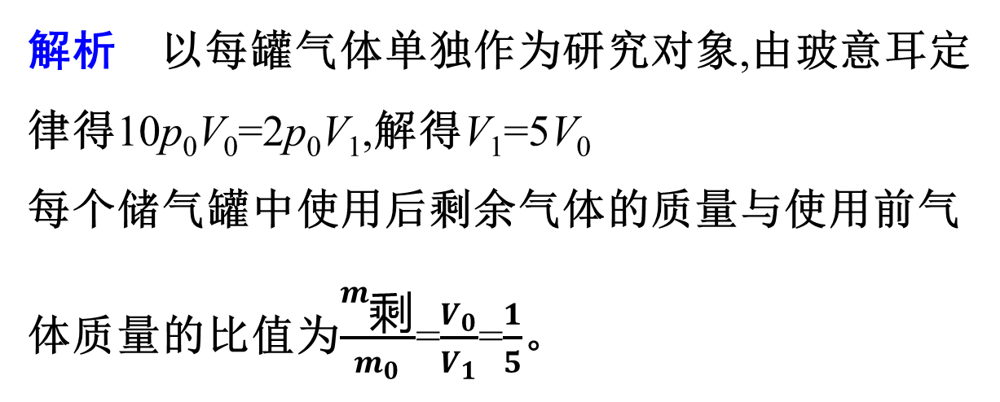 解析 以每罐气体单独作为研究对象,由玻意耳定
律得10p₀V₀=2p₀V₁,解得V₁=5V₀
每个储气罐中使用后剩余气体的质量与使用前气
体质量的比值为m剩/m₀=V₀/V₁=1/5。